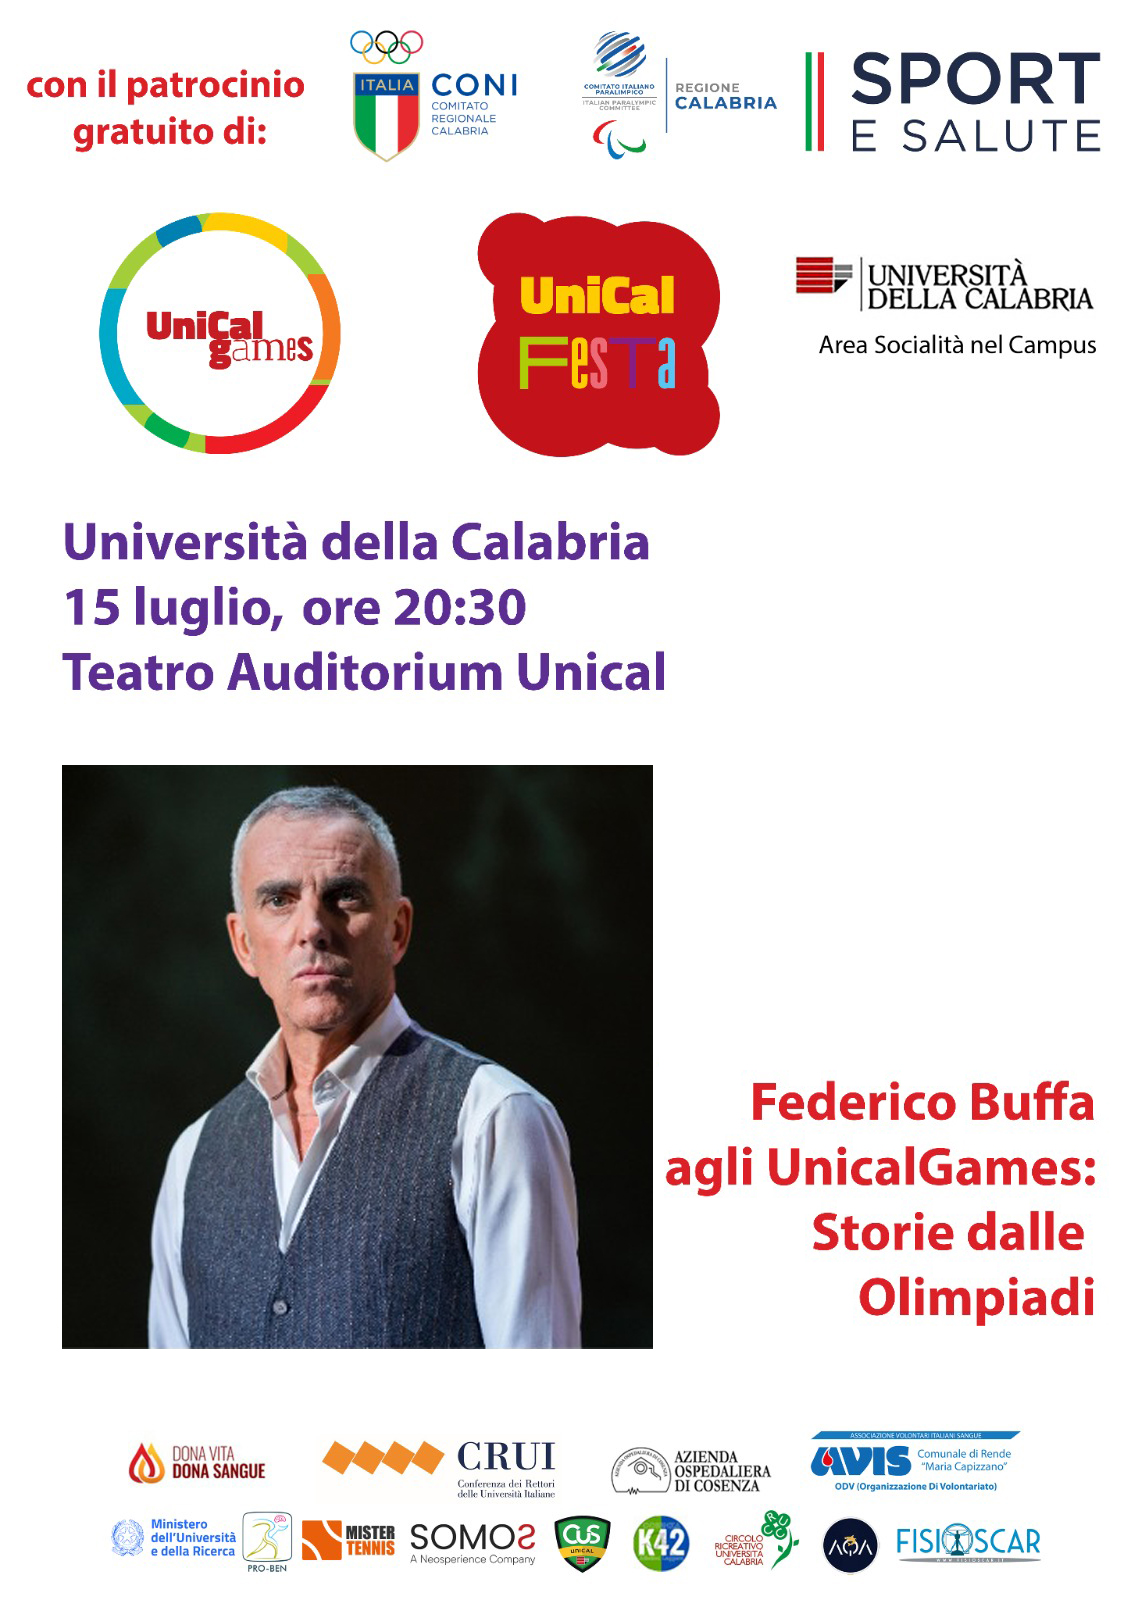 con il patrocinio
gratuito di:
ITALIA
CONI
COMITATO
REGIONALE
CALABRIA
COMITATO ITALIANO
PARALIMPICO
ITALIAN PARALYMPIC
COMMITTEE
REGIONE
CALABRIA
SPORT
E SALUTE
UniCal
games
UniCal
FesTa
UNIVERSITÀ
DELLA CALABRIA
Area Socialità nel Campus
Università della Calabria
15 luglio, ore 20:30
Teatro Auditorium Unical
Federico Buffa
agli UnicalGames:
Storie dalle
Olimpiadi
DONA VITA
DONA SANGUE
CRUI
Conferenza dei Rettori
delle Università Italiane
AZIENDA
OSPEDALIERA
DI COSENZA
ASSOCIAZIONE VOLONTARI ITALIANI SANGUE
AVIS
Comunale di Rende
"Maria Capizzano"
ODV (Organizzazione Di Volontariato)
Ministero
dell'Università
e della Ricerca
PRO-BEN
MISTER
TENNIS
SOMOS
A Neosperience Company
CUS
UNICAL
K42
CIRCOLO
RICREATIVO
UNIVERSITÀ
CALABRIA
FISIOSCAR
WWW.FISIOSCAR.IT